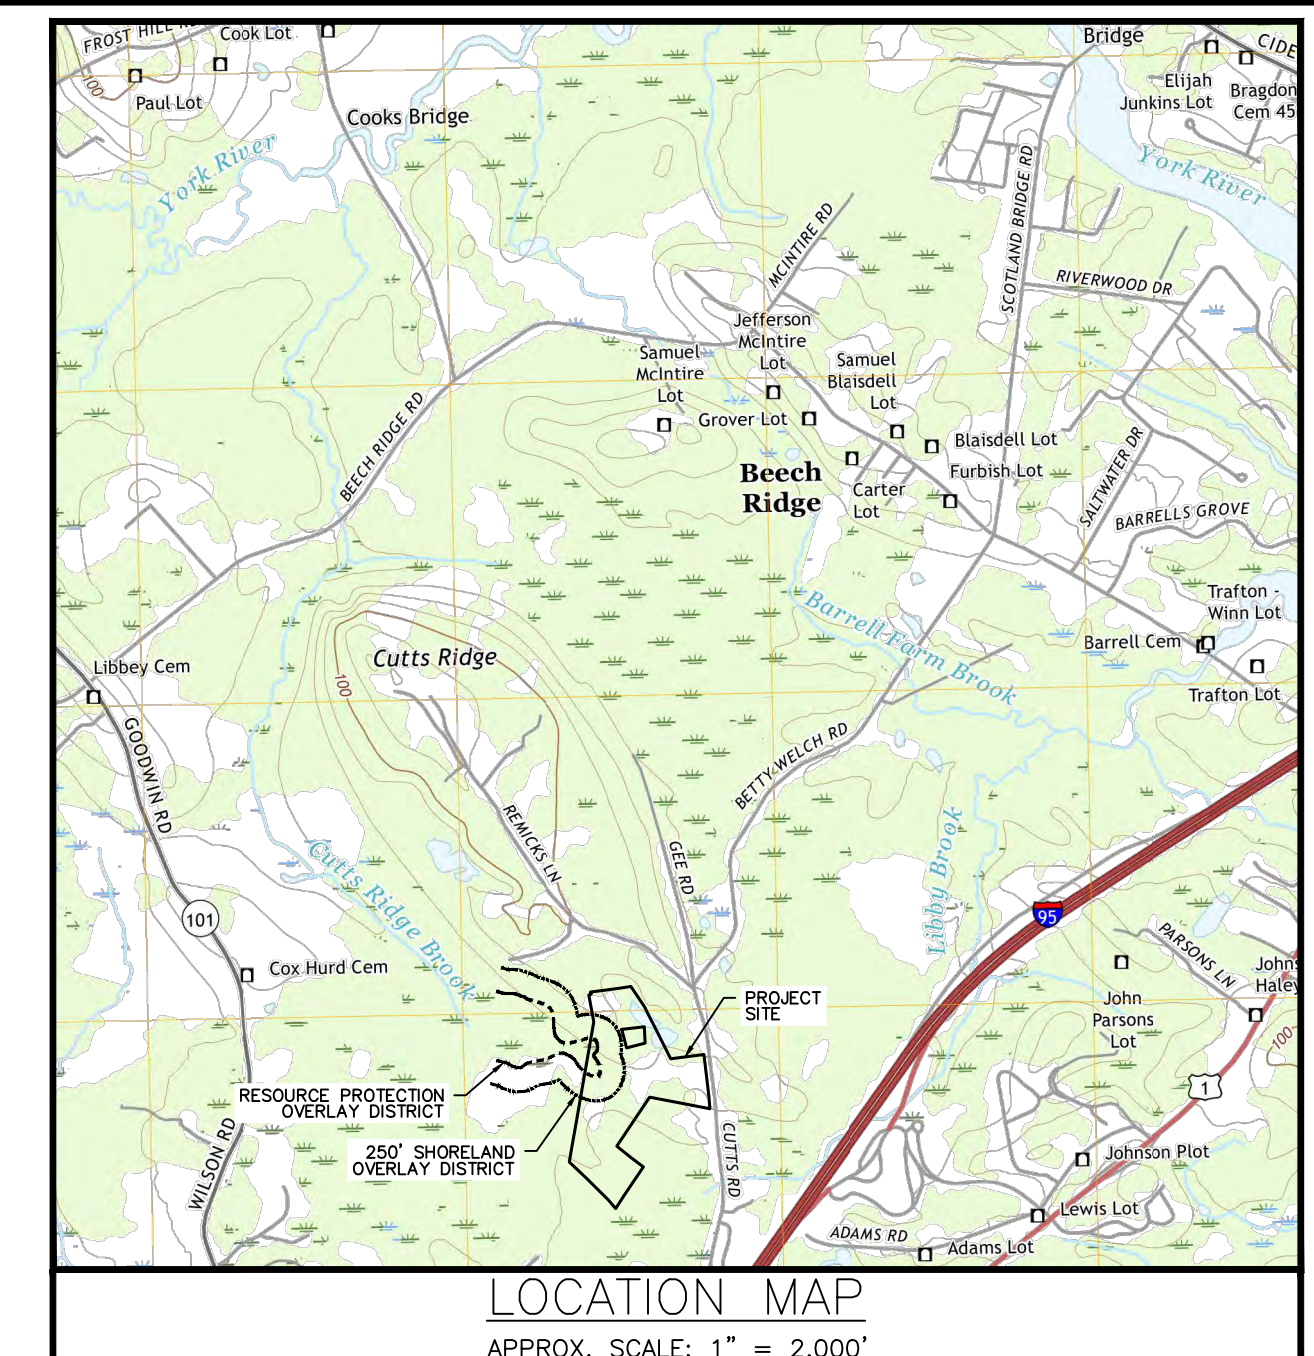 FROST HILL RD
Cook Lot
Paul Lot
100
Cooks Bridge
York River
Bridge
Elijah
Junkins Lot
Bragdon
Cem 45
York River
SCOTLAND BRIDGE RD
MCINTIRE RD
RIVERWOOD DR
Jefferson
McIntire
Lot
Samuel
McIntire
Lot
Samuel
Blaisdell
Lot
Grover Lot
Blaisdell Lot
Furbish Lot
Beech
Ridge
Carter
Lot
BEECH RIDGE RD
SALTWATER DR
BARRELLS GROVE
Trafton -
Winn Lot
Barrell Cem
Trafton Lot
Barrell Farm Brook
Cutts Ridge
100
Libbey Cem
GOODWIN RD
BETTY WELCH RD
REMICKS LN
GEE RD
Cutts Ridge Brook
Libby Brook
101
95
Cox Hurd Cem
PARSONS LN
John
Parsons
Lot
Haley
100
1
PROJECT
SITE
RESOURCE PROTECTION
OVERLAY DISTRICT
250' SHORELAND
OVERLAY DISTRICT
WILSON RD
CUTTS RD
Johnson Plot
Lewis Lot
ADAMS RD
Adams Lot
LOCATION MAP
APPROX. SCALE: 1" = 2,000'